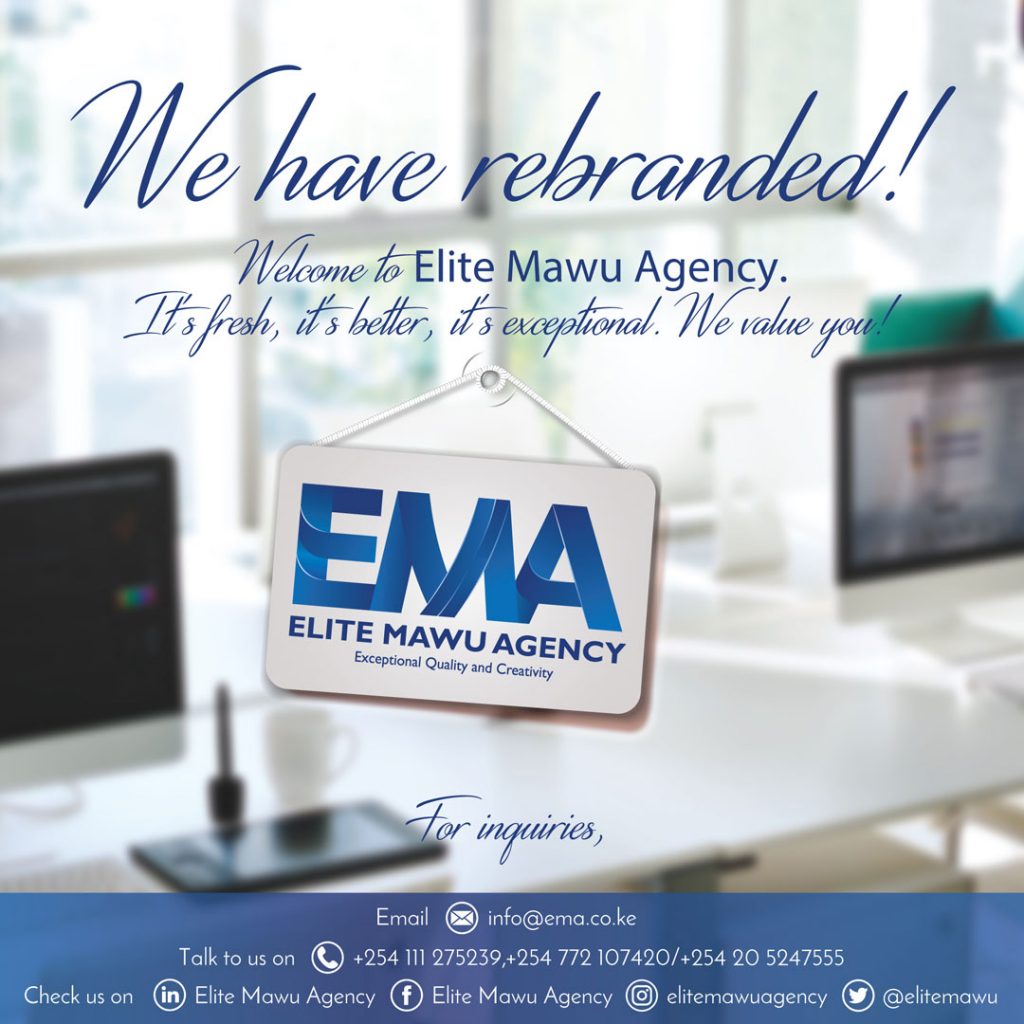 We have rebranded!
Welcome to Elite Mawu Agency.
It's fresh, it's better, it's exceptional. We value you!
EMA
ELITE MAWU AGENCY
Exceptional Quality and Creativity
For inquiries,
Email info@ema.co.ke
Talk to us on +254 111 275239,+254 772 107420/+254 20 5247555
Check us on in Elite Mawu Agency f Elite Mawu Agency elitemawuagency @elitemawu